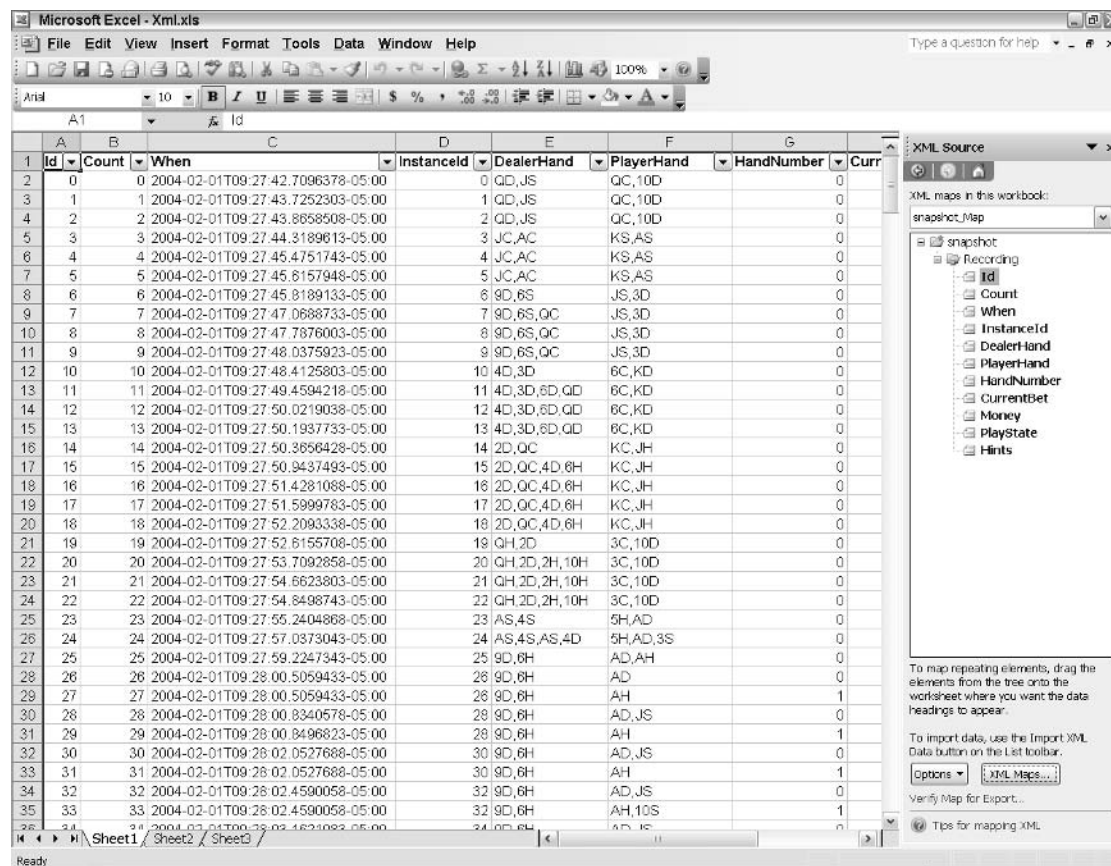 Microsoft Excel - Xml.xls
File Edit View Insert Format Tools Data Window Help
Type a question for help
100%
Arial 10 B I U $ % ,
A1 fx Id
A B C D E F G
1 Id Count When InstanceId DealerHand PlayerHand HandNumber Curr
2 0 0 2004-02-01T09:27:42.7096378-05:00 0 QD,JS QC,10D 0
3 1 1 2004-02-01T09:27:43.7252303-05:00 1 QD,JS QC,10D 0
4 2 2 2004-02-01T09:27:43.8658508-05:00 2 QD,JS QC,10D 0
5 3 3 2004-02-01T09:27:44.3189613-05:00 3 JC,AC KS,AS 0
6 4 4 2004-02-01T09:27:45.4751743-05:00 4 JC,AC KS,AS 0
7 5 5 2004-02-01T09:27:45.6157948-05:00 5 JC,AC KS,AS 0
8 6 6 2004-02-01T09:27:45.8189133-05:00 6 9D,6S JS,3D 0
9 7 7 2004-02-01T09:27:47.0688733-05:00 7 9D,6S,QC JS,3D 0
10 8 8 2004-02-01T09:27:47.7876003-05:00 8 9D,6S,QC JS,3D 0
11 9 9 2004-02-01T09:27:48.0375923-05:00 9 9D,6S,QC JS,3D 0
12 10 10 2004-02-01T09:27:48.4125803-05:00 10 4D,3D 6C,KD 0
13 11 11 2004-02-01T09:27:49.4594218-05:00 11 4D,3D,6D,QD 6C,KD 0
14 12 12 2004-02-01T09:27:50.0219038-05:00 12 4D,3D,6D,QD 6C,KD 0
15 13 13 2004-02-01T09:27:50.1937733-05:00 13 4D,3D,6D,QD 6C,KD 0
16 14 14 2004-02-01T09:27:50.3656428-05:00 14 2D,QC KC,JH 0
17 15 15 2004-02-01T09:27:50.9437493-05:00 15 2D,QC,4D,6H KC,JH 0
18 16 16 2004-02-01T09:27:51.4281088-05:00 16 2D,QC,4D,6H KC,JH 0
19 17 17 2004-02-01T09:27:51.5999783-05:00 17 2D,QC,4D,6H KC,JH 0
20 18 18 2004-02-01T09:27:52.2093338-05:00 18 2D,QC,4D,6H KC,JH 0
21 19 19 2004-02-01T09:27:52.6155708-05:00 19 QH,2D 3C,10D 0
22 20 20 2004-02-01T09:27:53.7092858-05:00 20 QH,2D,2H,10H 3C,10D 0
23 21 21 2004-02-01T09:27:54.6623803-05:00 21 QH,2D,2H,10H 3C,10D 0
24 22 22 2004-02-01T09:27:54.8498743-05:00 22 QH,2D,2H,10H 3C,10D 0
25 23 23 2004-02-01T09:27:55.2404868-05:00 23 AS,4S 5H,AD 0
26 24 24 2004-02-01T09:27:57.0373043-05:00 24 AS,4S,AS,4D 5H,AD,3S 0
27 25 25 2004-02-01T09:27:59.2247343-05:00 25 9D,6H AD,AH 0
28 26 26 2004-02-01T09:28:00.5059433-05:00 26 9D,6H AD 0
29 27 27 2004-02-01T09:28:00.5059433-05:00 26 9D,6H AH 1
30 28 28 2004-02-01T09:28:00.8340578-05:00 28 9D,6H AD,JS 0
31 29 29 2004-02-01T09:28:00.8496823-05:00 28 9D,6H AH 1
32 30 30 2004-02-01T09:28:02.0527688-05:00 30 9D,6H AD,JS 0
33 31 31 2004-02-01T09:28:02.0527688-05:00 30 9D,6H AH 1
34 32 32 2004-02-01T09:28:02.4590058-05:00 32 9D,6H AD,JS 0
35 33 33 2004-02-01T09:28:02.4590058-05:00 32 9D,6H AH,10S 1
Sheet1 Sheet2 Sheet3
Ready
XML Source
XML maps in this workbook:
snapshot_Map
snapshot
Recording
Id
Count
When
InstanceId
DealerHand
PlayerHand
HandNumber
CurrentBet
Money
PlayState
Hints
To map repeating elements, drag the
elements from the tree onto the
worksheet where you want the data
headings to appear.
To import data, use the Import XML
Data button on the List toolbar.
Options XML Maps...
Verify Map for Export...
Tips for mapping XML